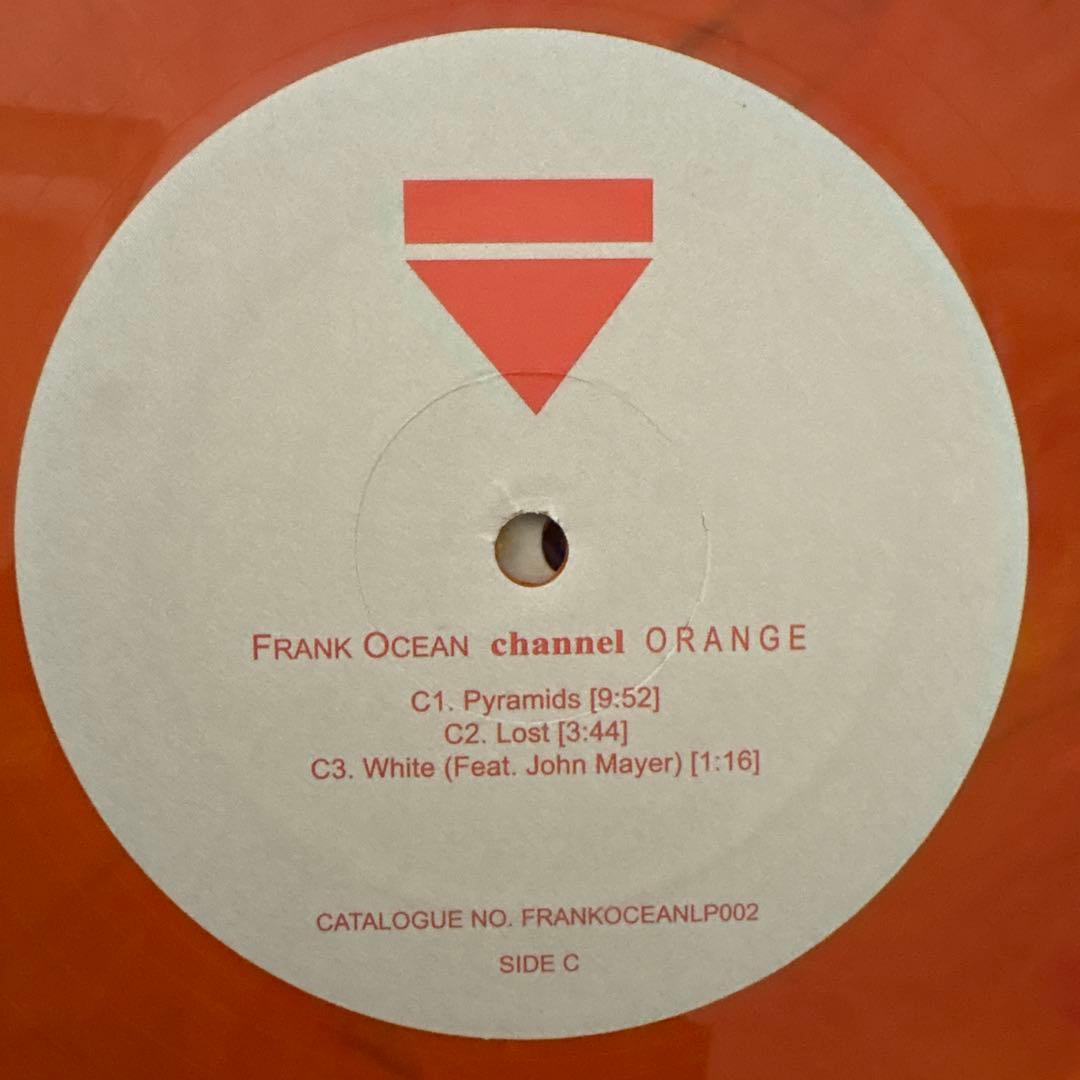 FRANK OCEAN channel ORANGE
C1. Pyramids [9:52]
C2. Lost [3:44]
C3. White (Feat. John Mayer) [1:16]
CATALOGUE NO. FRANKOCEANLP002
SIDE C